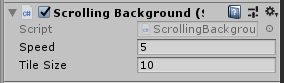 Scrolling Background (S
Script ScrollingBackgrou
Speed 5
Tile Size 10